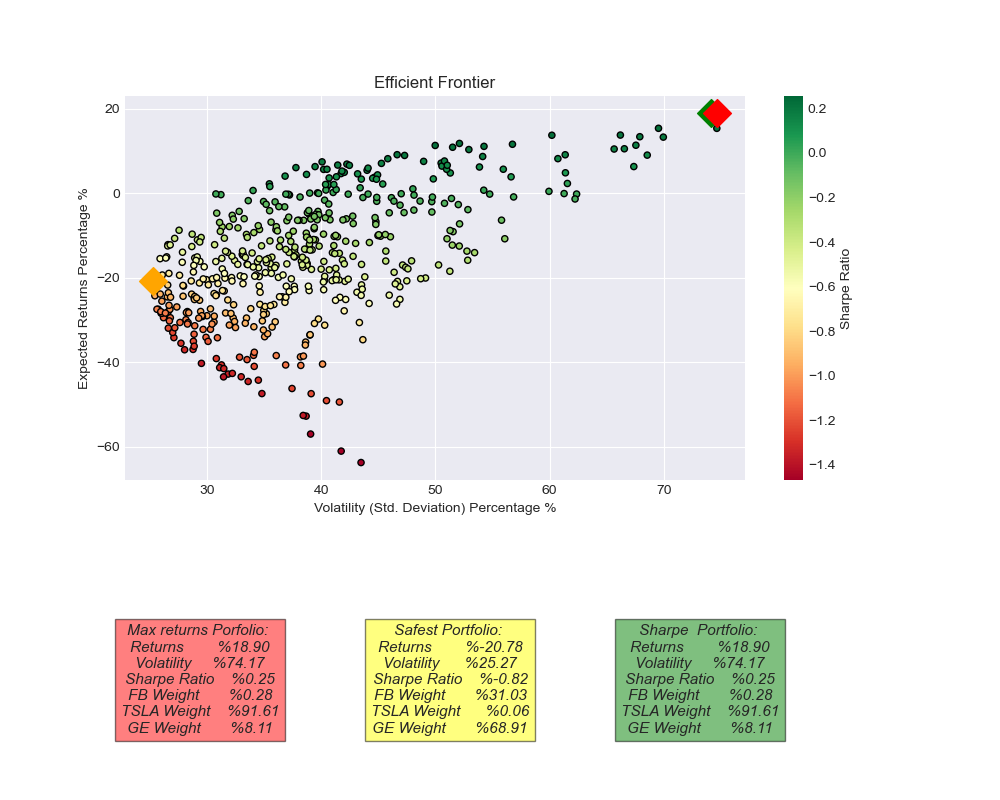 Efficient Frontier
20
0
−20
−40
−60
Expected Returns Percentage %
30 40 50 60 70
Volatility (Std. Deviation) Percentage %
0.2
0.0
−0.2
−0.4
−0.6
−0.8
−1.0
−1.2
−1.4
Sharpe Ratio
Max returns Porfolio:
Returns %18.90
Volatility %74.17
Sharpe Ratio %0.25
FB Weight %0.28
TSLA Weight %91.61
GE Weight %8.11
Safest Portfolio:
Returns %-20.78
Volatility %25.27
Sharpe Ratio %-0.82
FB Weight %31.03
TSLA Weight %0.06
GE Weight %68.91
Sharpe Portfolio:
Returns %18.90
Volatility %74.17
Sharpe Ratio %0.25
FB Weight %0.28
TSLA Weight %91.61
GE Weight %8.11